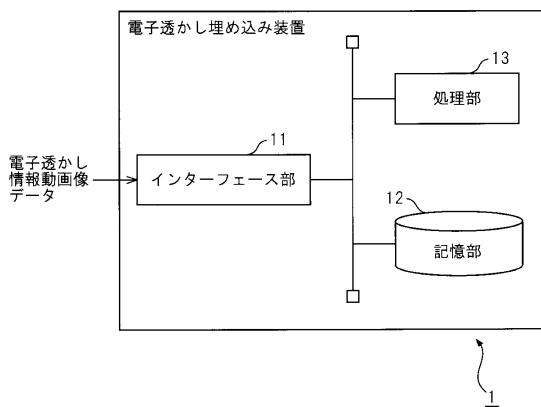 電子透かし埋め込み装置
13
処理部
11
電子透かし
情報動画像
データ
インターフェース部
12
記憶部
1